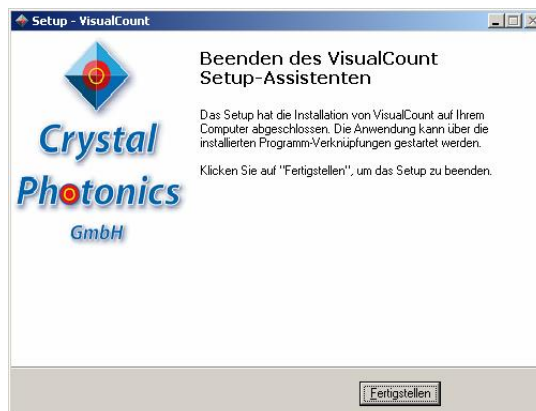 Setup - VisualCount
Crystal
Photonics
GmbH
Beenden des VisualCount
Setup-Assistenten
Das Setup hat die Installation von VisualCount auf Ihrem
Computer abgeschlossen. Die Anwendung kann über die
installierten Programm-Verknüpfungen gestartet werden.
Klicken Sie auf "Fertigstellen", um das Setup zu beenden.
Fertigstellen